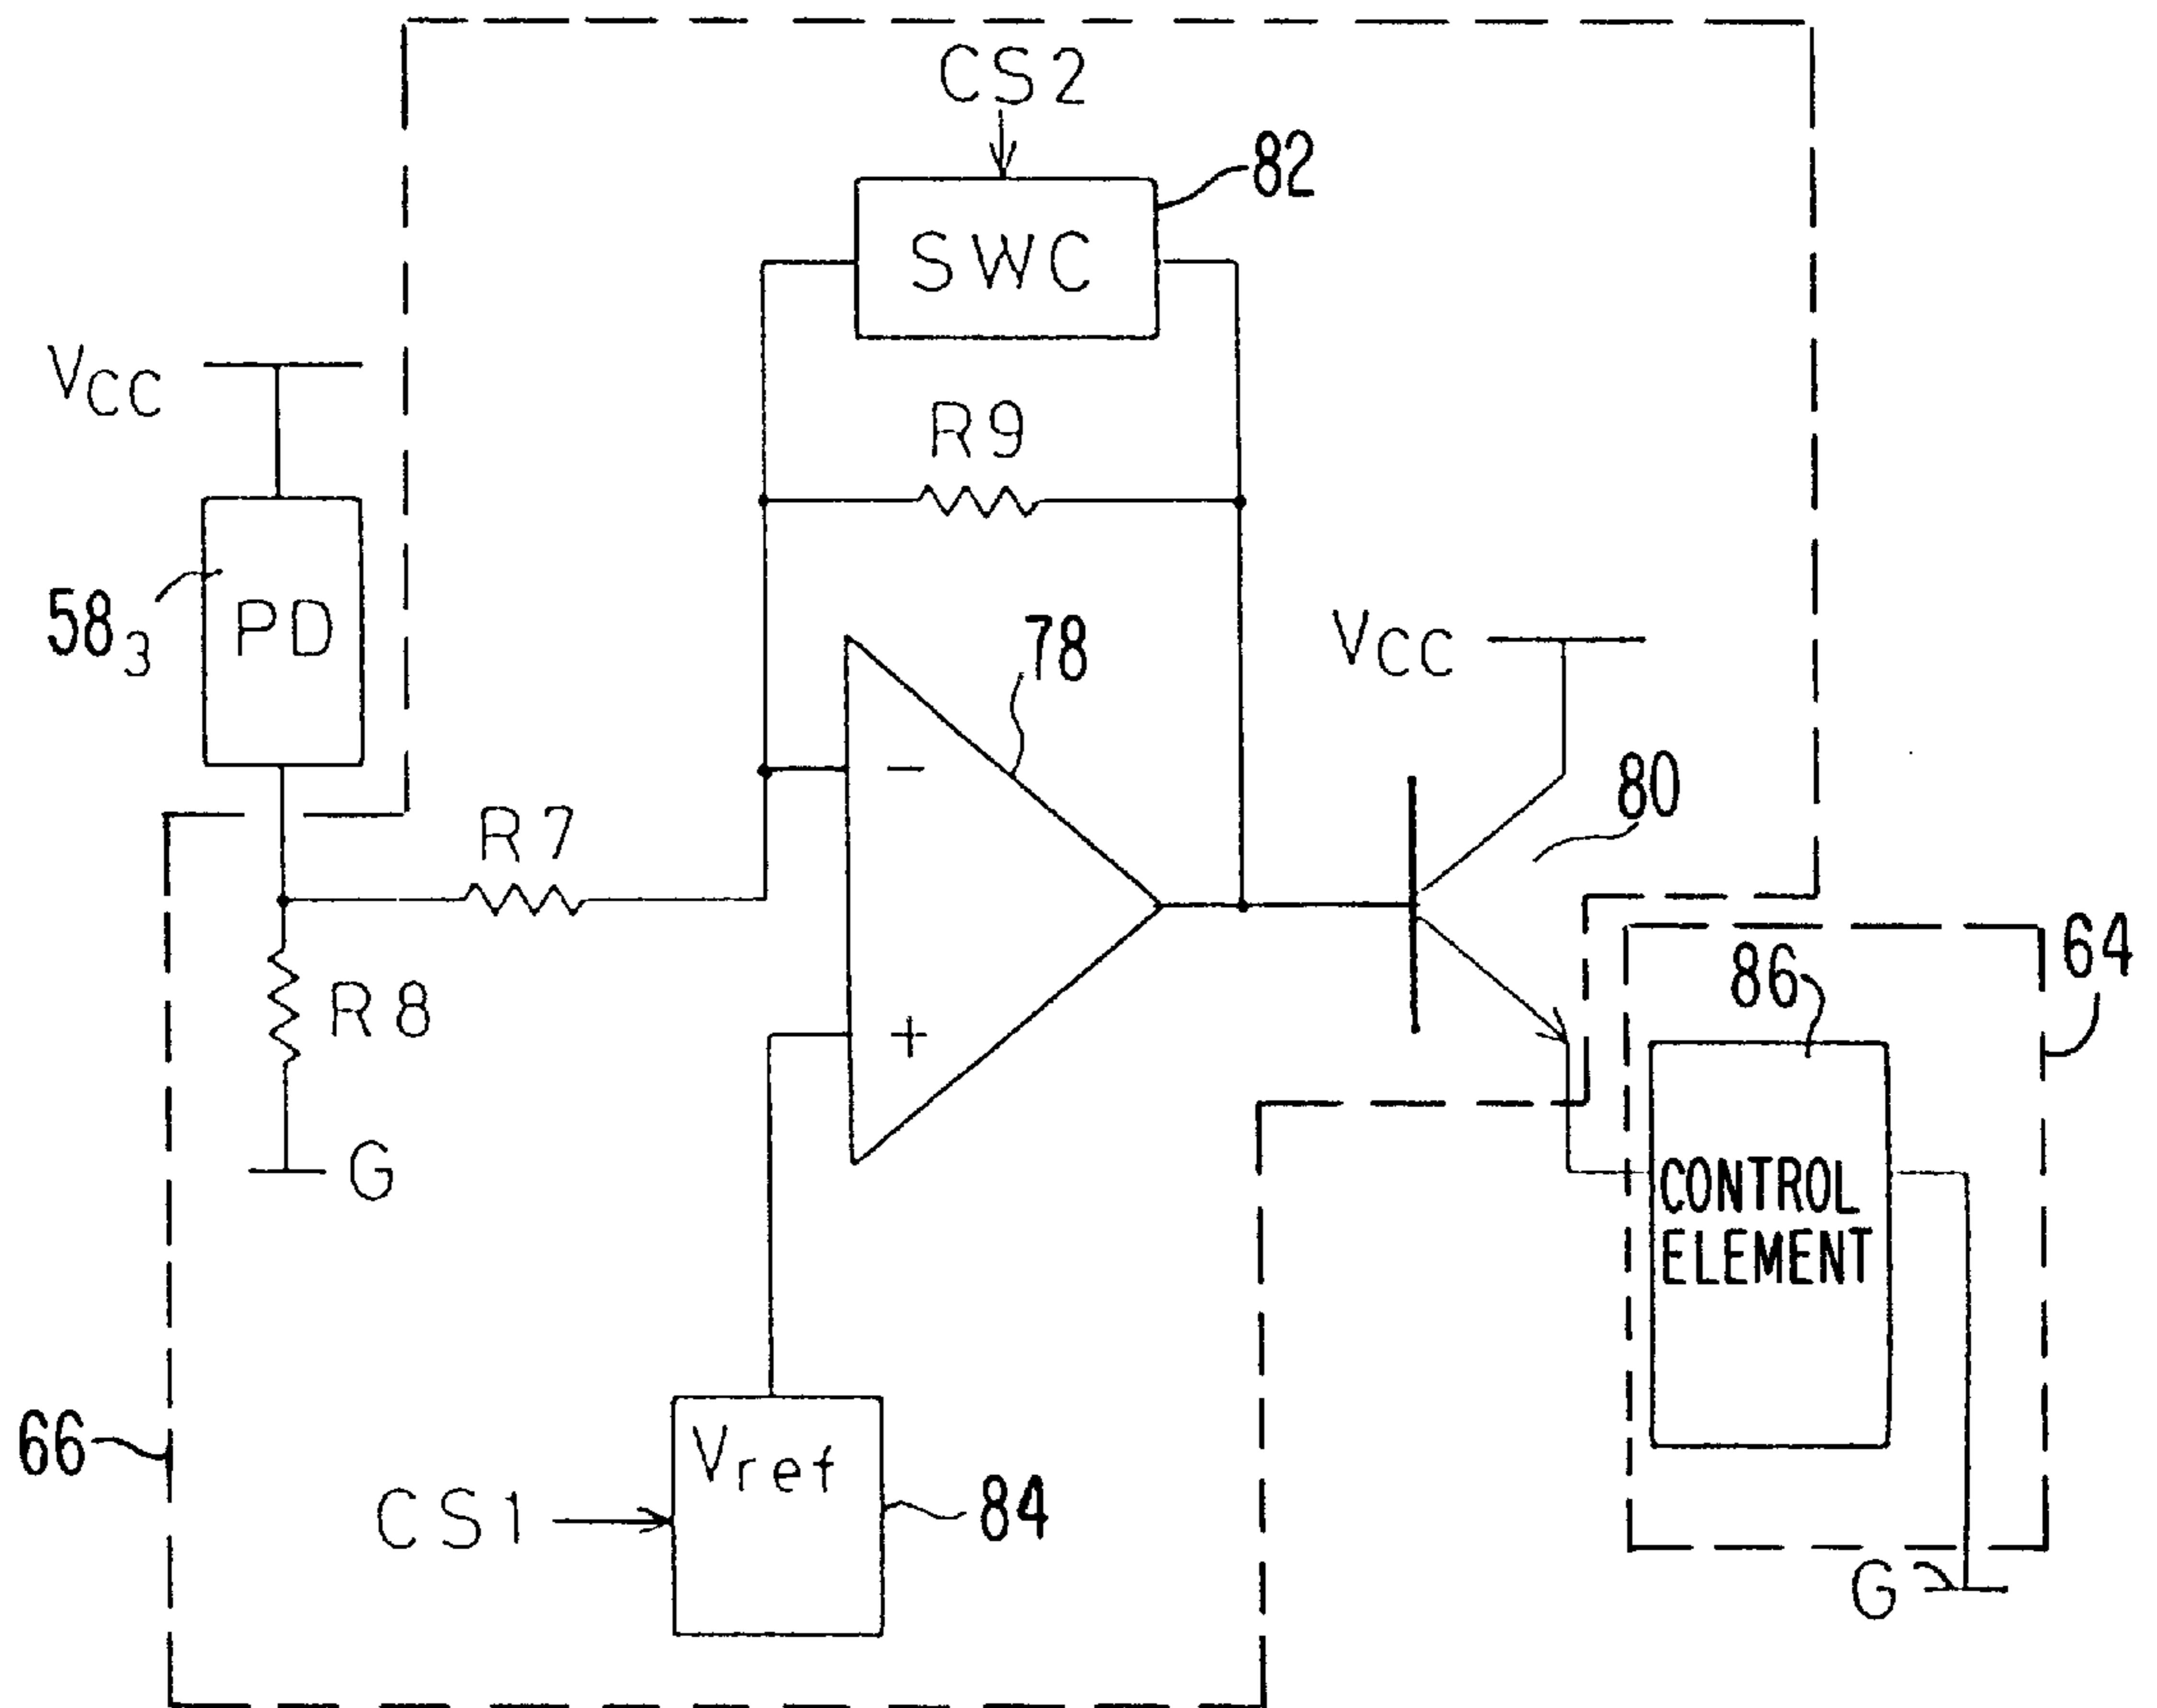 CS2
82
SWC
VCC
R9
583
PD
78
VCC
80
R7
64
86
R8
-
+
G
CONTROL
ELEMENT
66
Vref
CS1
84
G